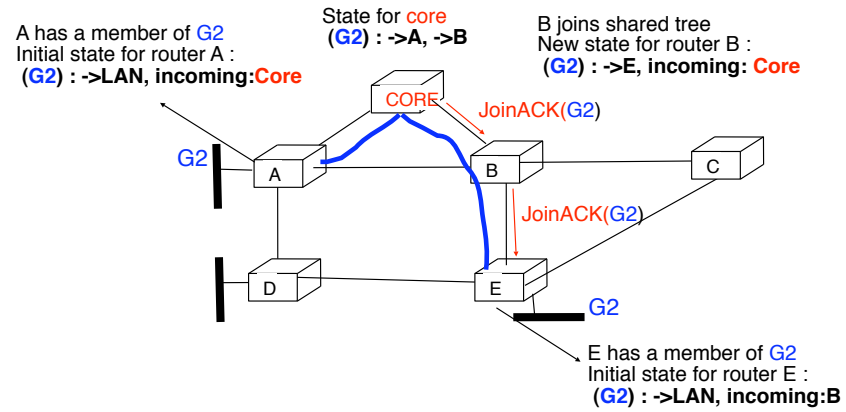 A has a member of G2
Initial state for router A :
(G2) : ->LAN, incoming:Core
State for core
(G2) : ->A, ->B
B joins shared tree
New state for router B :
(G2) : ->E, incoming: Core
CORE
JoinACK(G2)
G2
A
B
C
JoinACK(G2)
D
E
G2
E has a member of G2
Initial state for router E :
(G2) : ->LAN, incoming:B